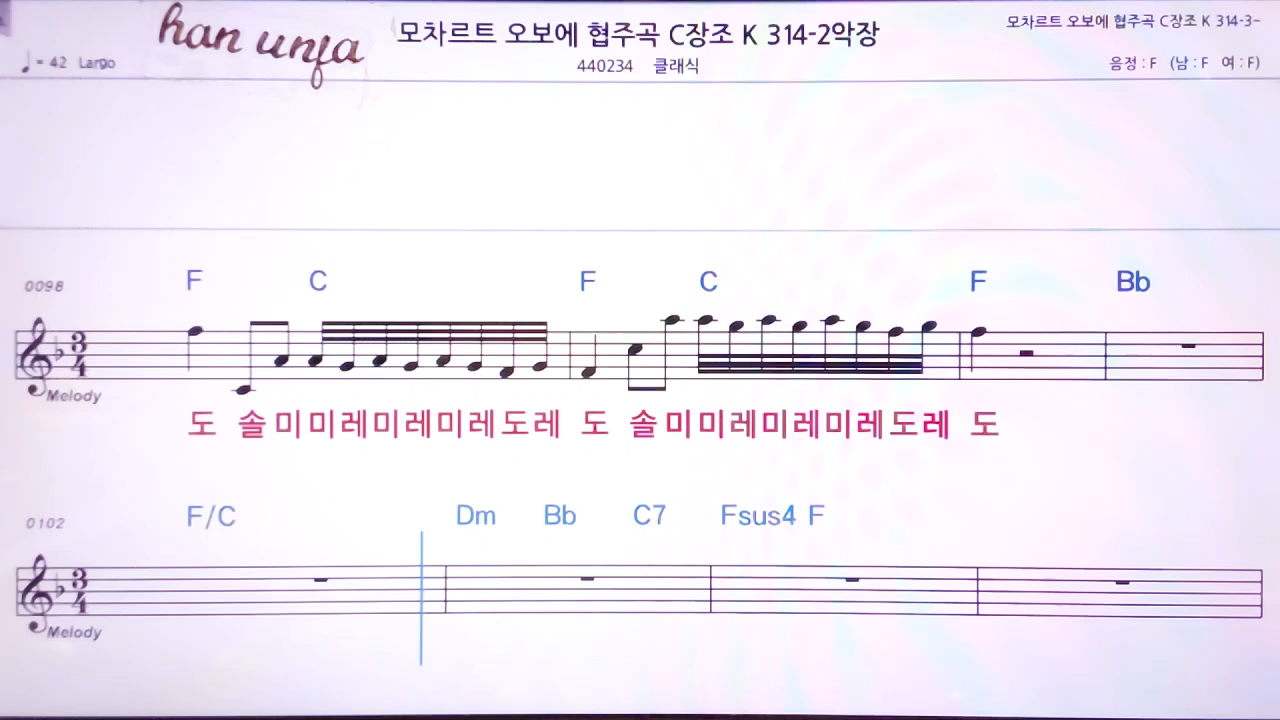 han unja
모차르트 오보에 협주곡 C장조 K 314-2악장
모차르트 오보에 협주곡 C장조 K 314-3-
♩= 42 Largo
440234 클래식
음정 : F (남 : F 여 : F)
0098 F C F C F Bb
3
4
Melody
도 솔미미레미레미레도레 도 솔미미레미레미레도레 도
0102 F/C Dm Bb C7 Fsus4 F
3
4
Melody